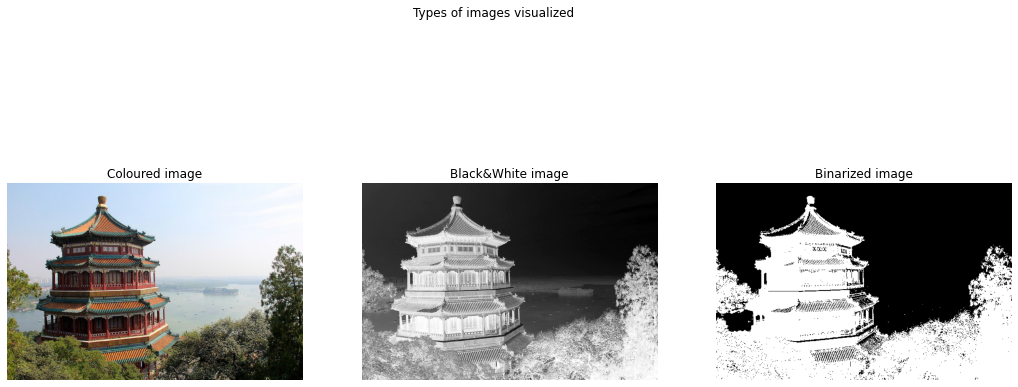 Types of images visualized
Coloured image
Black&White image
Binarized image